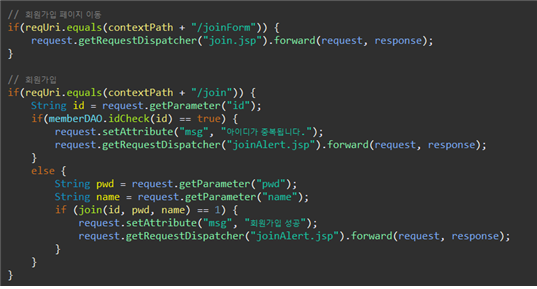 // 회원가입 페이지 이동
if(reqUri.equals(contextPath + "/joinForm")) {
request.getRequestDispatcher("join.jsp").forward(request, response);
}
// 회원가입
if(reqUri.equals(contextPath + "/join")) {
String id = request.getParameter("id");
if(memberDAO.idCheck(id) == true) {
request.setAttribute("msg", "아이디가 중복됩니다.");
request.getRequestDispatcher("joinAlert.jsp").forward(request, response);
}
else {
String pwd = request.getParameter("pwd");
String name = request.getParameter("name");
if (join(id, pwd, name) == 1) {
request.setAttribute("msg", "회원가입 성공");
request.getRequestDispatcher("joinAlert.jsp").forward(request, response);
}
}
}